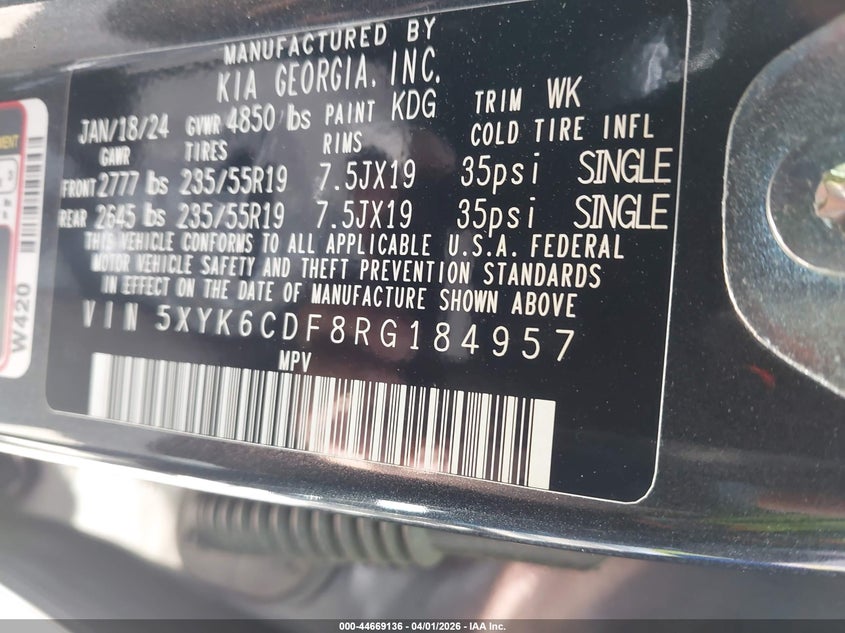 MANUFACTURED BY
KIA GEORGIA, INC.
JAN/18/24 GVWR 4850 lbs PAINT KDG TRIM WK
GAWR TIRES RIMS COLD TIRE INFL
FRONT 2777 lbs 235/55R19 7.5JX19 35psi SINGLE
REAR 2645 lbs 235/55R19 7.5JX19 35psi SINGLE
THIS VEHICLE CONFORMS TO ALL APPLICABLE U.S.A. FEDERAL
MOTOR VEHICLE SAFETY AND THEFT PREVENTION STANDARDS
IN EFFECT ON THE DATE OF MANUFACTURE SHOWN ABOVE
VIN 5XYK6CDF8RG184957
MPV
W420
000-44669136 | 04/01/2026 | IAA Inc.